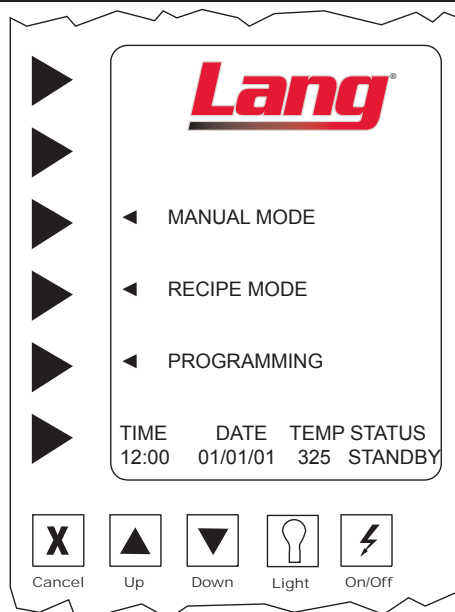 Lang®
MANUAL MODE
RECIPE MODE
PROGRAMMING
TIME DATE TEMP STATUS
12:00 01/01/01 325 STANDBY
X
Cancel Up Down Light On/Off